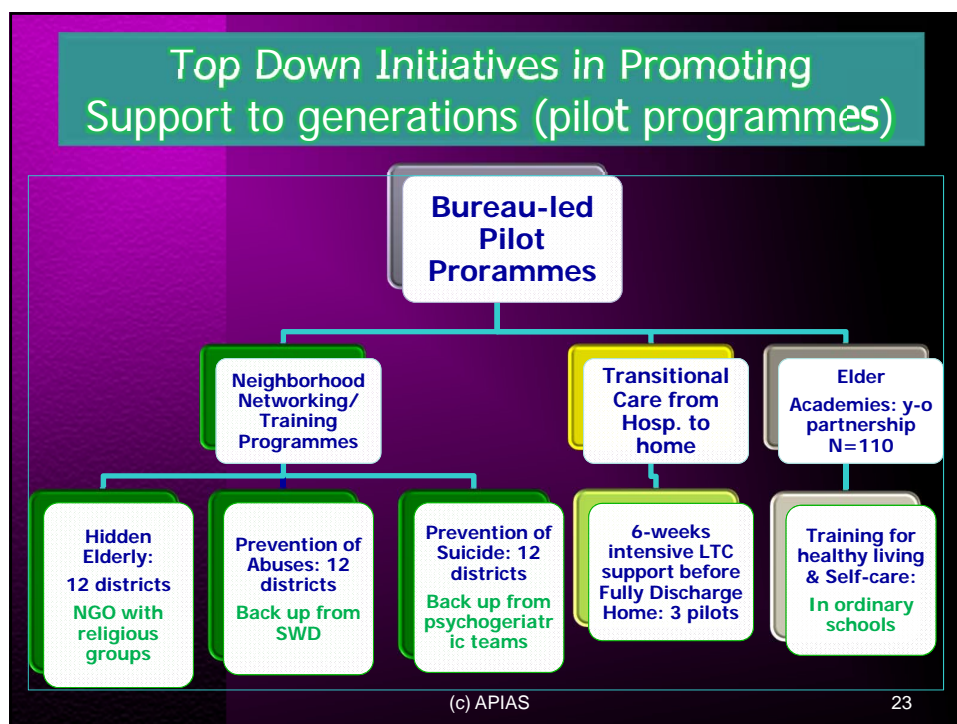 Top Down Initiatives in Promoting
Support to generations (pilot programmes)
Bureau-led
Pilot
Prorammes
Neighborhood
Networking/
Training
Programmes
Transitional
Care from
Hosp. to
home
Elder
Academies: y-o
partnership
N=110
Hidden
Elderly:
12 districts
NGO with
religious
groups
Prevention of
Abuses: 12
districts
Back up from
SWD
Prevention of
Suicide: 12
districts
Back up from
psychogeriatr
ic teams
6-weeks
intensive LTC
support before
Fully Discharge
Home: 3 pilots
Training for
healthy living
& Self-care:
In ordinary
schools
(c) APIAS
23